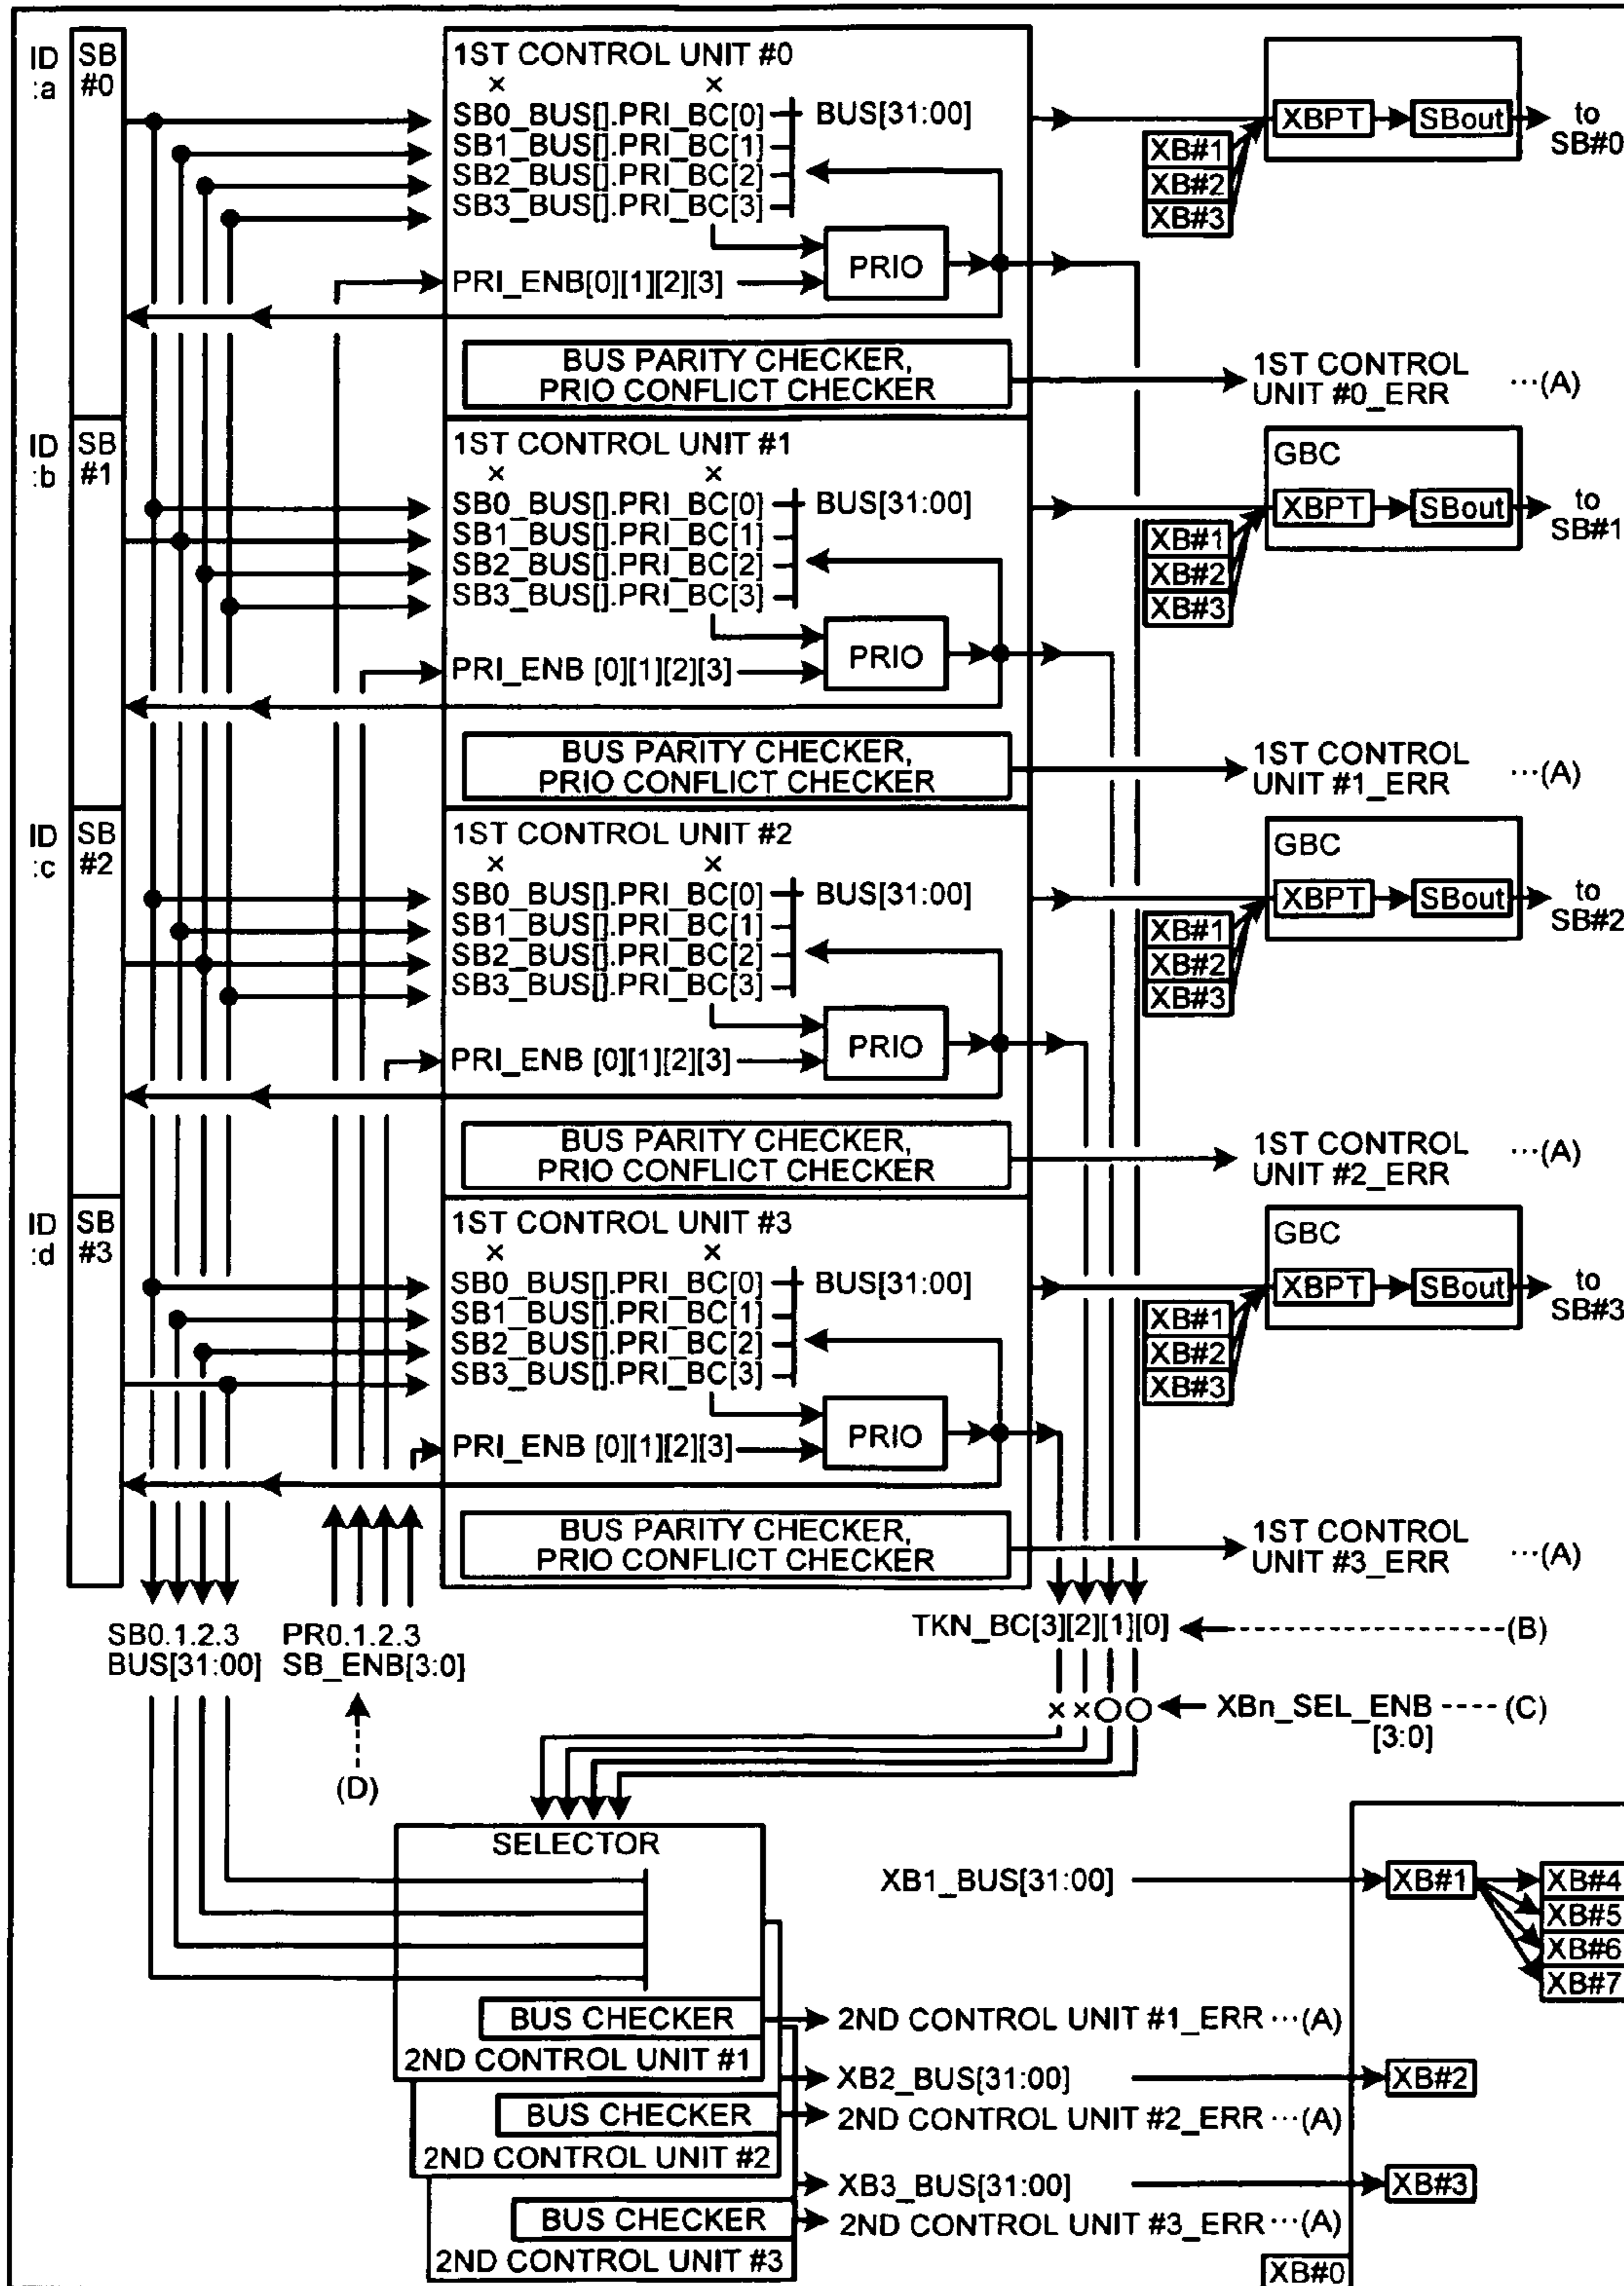 ID
:a
SB
#0
1ST CONTROL UNIT #0
× ×
SB0_BUS[].PRI_BC[0] BUS[31:00]
SB1_BUS[].PRI_BC[1]
SB2_BUS[].PRI_BC[2]
SB3_BUS[].PRI_BC[3]
PRIO
PRI_ENB[0][1][2][3]
BUS PARITY CHECKER,
PRIO CONFLICT CHECKER
XBPT SBout
to
SB#0
XB#1
XB#2
XB#3
1ST CONTROL
UNIT #0_ERR ···(A)
ID
:b
SB
#1
1ST CONTROL UNIT #1
× ×
SB0_BUS[].PRI_BC[0] BUS[31:00]
SB1_BUS[].PRI_BC[1]
SB2_BUS[].PRI_BC[2]
SB3_BUS[].PRI_BC[3]
PRIO
PRI_ENB [0][1][2][3]
BUS PARITY CHECKER,
PRIO CONFLICT CHECKER
GBC
XBPT SBout
to
SB#1
XB#1
XB#2
XB#3
1ST CONTROL
UNIT #1_ERR ···(A)
ID
:c
SB
#2
1ST CONTROL UNIT #2
× ×
SB0_BUS[].PRI_BC[0] BUS[31:00]
SB1_BUS[].PRI_BC[1]
SB2_BUS[].PRI_BC[2]
SB3_BUS[].PRI_BC[3]
PRIO
PRI_ENB [0][1][2][3]
BUS PARITY CHECKER,
PRIO CONFLICT CHECKER
GBC
XBPT SBout
to
SB#2
XB#1
XB#2
XB#3
1ST CONTROL
UNIT #2_ERR ···(A)
ID
:d
SB
#3
1ST CONTROL UNIT #3
× ×
SB0_BUS[].PRI_BC[0] BUS[31:00]
SB1_BUS[].PRI_BC[1]
SB2_BUS[].PRI_BC[2]
SB3_BUS[].PRI_BC[3]
PRIO
PRI_ENB [0][1][2][3]
BUS PARITY CHECKER,
PRIO CONFLICT CHECKER
GBC
XBPT SBout
to
SB#3
XB#1
XB#2
XB#3
1ST CONTROL
UNIT #3_ERR ···(A)
SB0.1.2.3
BUS[31:00]
PR0.1.2.3
SB_ENB[3:0]
(D)
TKN_BC[3][2][1][0] (B)
××○○ XBn_SEL_ENB (C)
[3:0]
SELECTOR
BUS CHECKER
2ND CONTROL UNIT #1
BUS CHECKER
2ND CONTROL UNIT #2
BUS CHECKER
2ND CONTROL UNIT #3
XB1_BUS[31:00] XB#1
XB#4
XB#5
XB#6
XB#7
2ND CONTROL UNIT #1_ERR ···(A)
XB2_BUS[31:00] XB#2
2ND CONTROL UNIT #2_ERR ···(A)
XB3_BUS[31:00] XB#3
2ND CONTROL UNIT #3_ERR ···(A)
XB#0